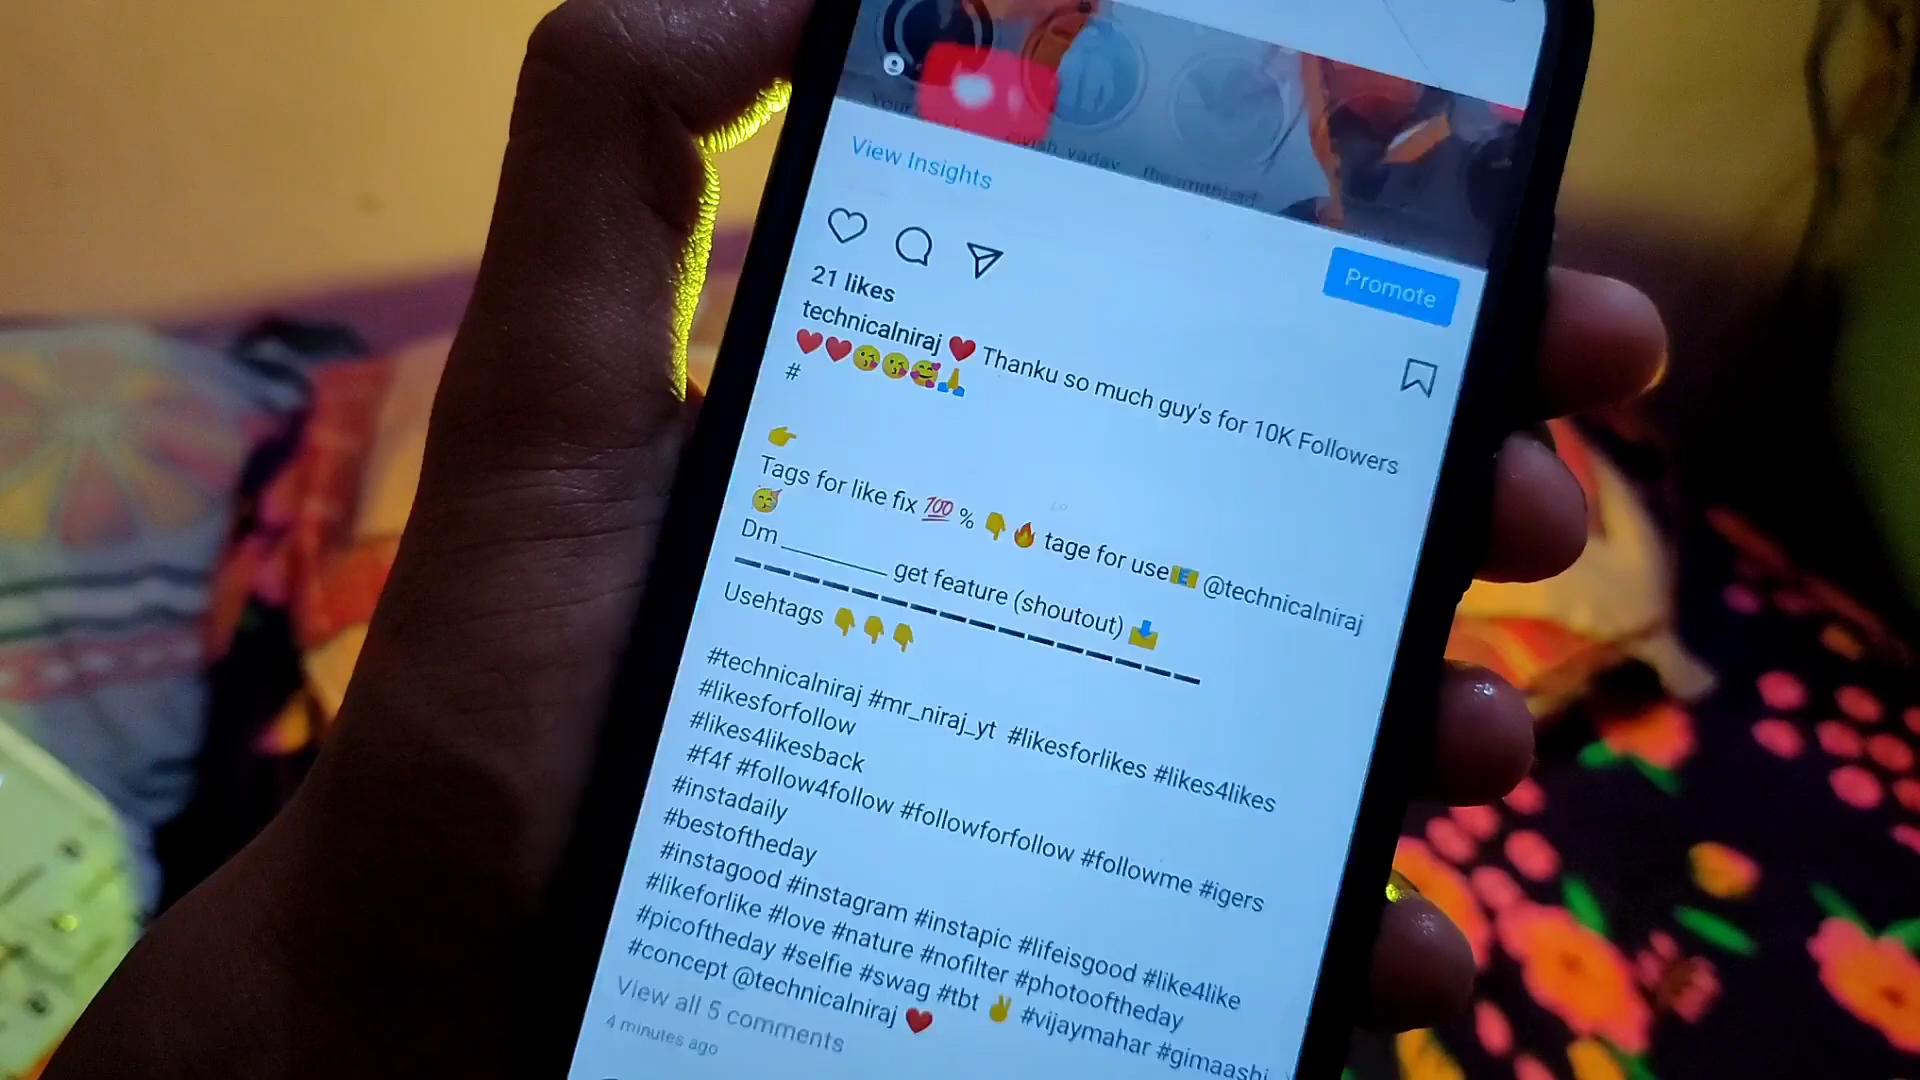 View Insights
Promote
21 likes
technicalniraj ❤️ Thanku so much guy's for 10K Followers
❤️❤️😘😘🥰🙏
#
👉
Tags for like fix 💯 % 👇🔥 tage for use📧 @technicalniraj
🥳
Dm ________ get feature (shoutout) 📩
Usehtags 👇👇👇
#technicalniraj #mr_niraj_yt #likesforlikes #likes4likes
#likesforfollow
#likes4likesback
#f4f #follow4follow #followforfollow #followme #igers
#instadaily
#bestoftheday
#instagood #instagram #instapic #lifeisgood #like4like
#likeforlike #love #nature #nofilter #photooftheday
#picoftheday #selfie #swag #tbt ✌️ #vijaymahar #gimaashi
#concept @technicalniraj ❤️
View all 5 comments
4 minutes ago